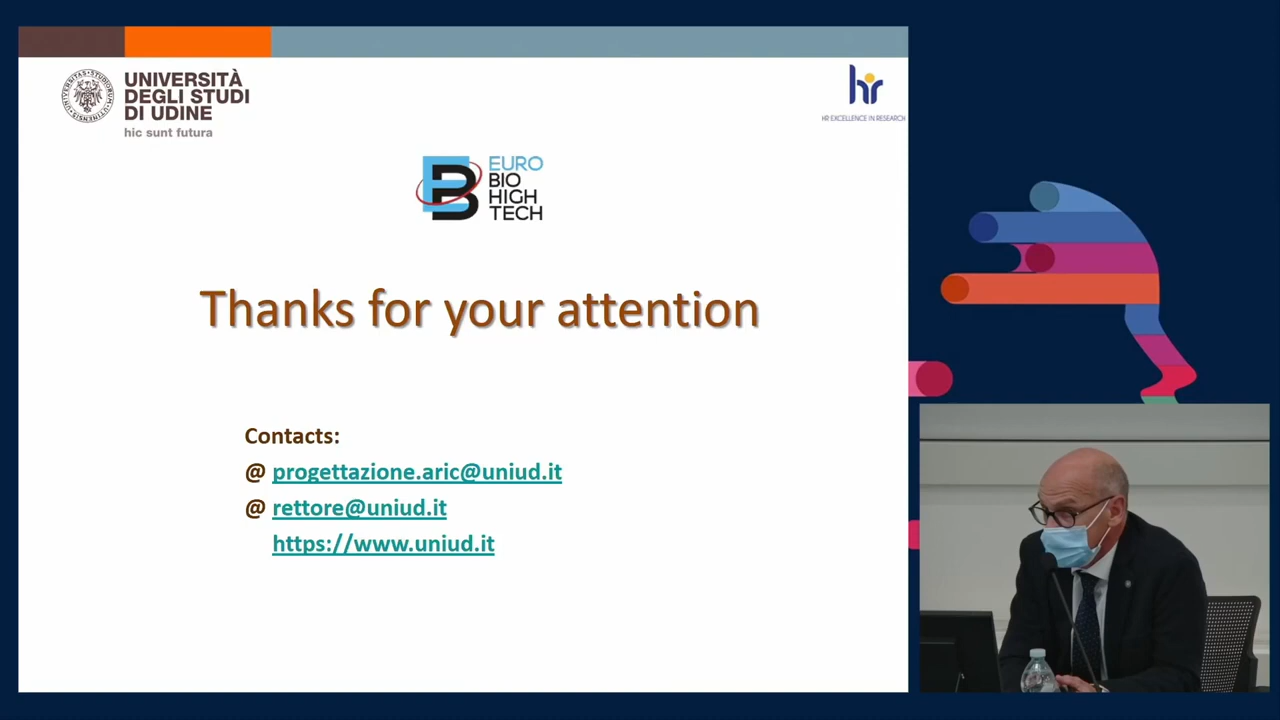 UNIVERSITÀ
DEGLI STUDI
DI UDINE
hic sunt futura
hr
HR EXCELLENCE IN RESEARCH
EURO
BIO
HIGH
TECH
Thanks for your attention
Contacts:
@ progettazione.aric@uniud.it
@ rettore@uniud.it
https://www.uniud.it